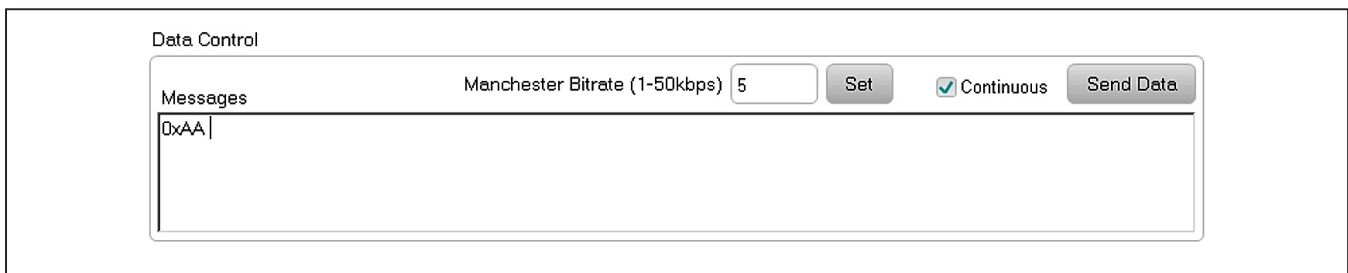 Data Control
Manchester Bitrate (1-50kbps) 5 Set Continuous Send Data
Messages
0xAA